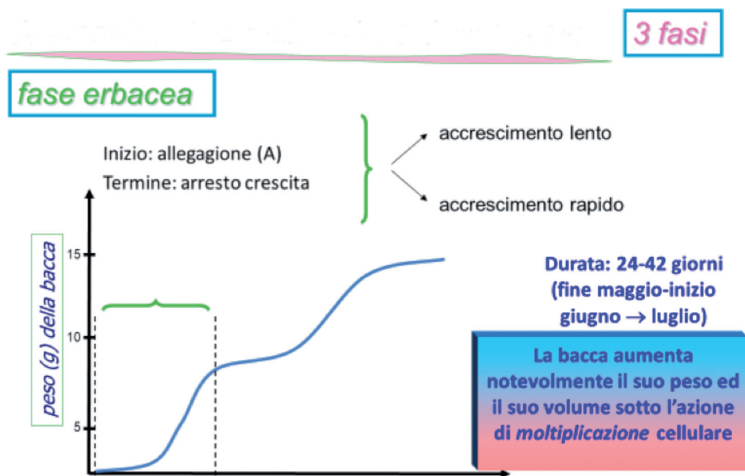 3 fasi
fase erbacea
Inizio: allegagione (A)
Termine: arresto crescita
accrescimento lento
accrescimento rapido
peso (g) della bacca
15
10
5
Durata: 24-42 giorni
(fine maggio-inizio
giugno → luglio)
La bacca aumenta
notevolmente il suo peso ed
il suo volume sotto l'azione
di moltiplicazione cellulare